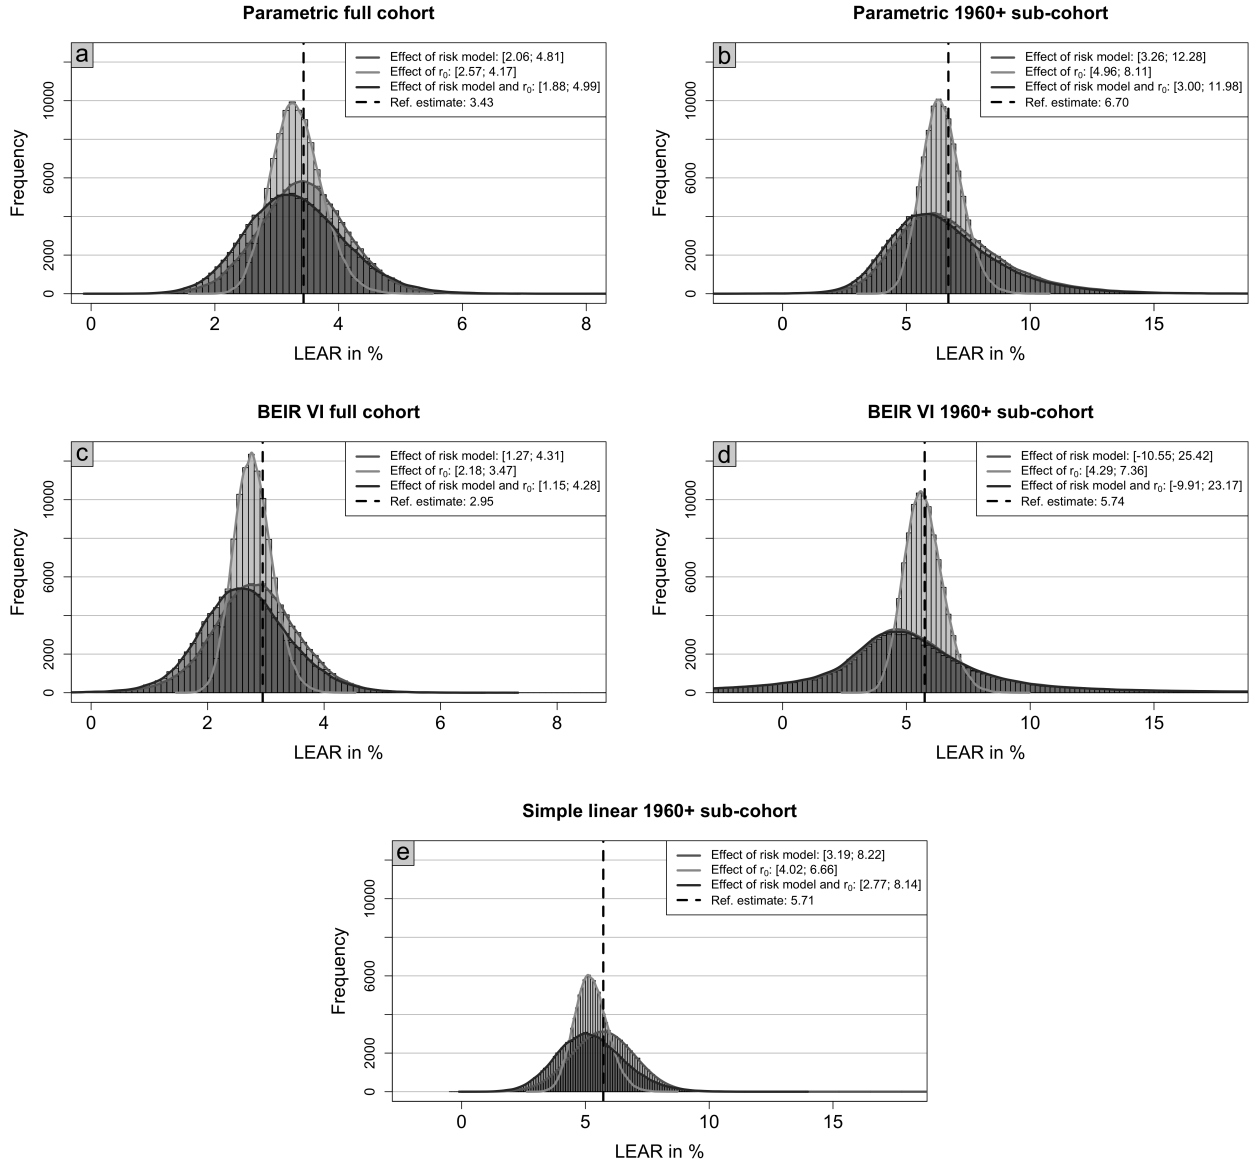 Parametric full cohort
a
Effect of risk model: [2.06; 4.81]
Effect of r₀: [2.57; 4.17]
Effect of risk model and r₀: [1.88; 4.99]
Ref. estimate: 3.43
Frequency
10000
6000
2000
0
0 2 4 6 8
LEAR in %
Parametric 1960+ sub-cohort
b
Effect of risk model: [3.26; 12.28]
Effect of r₀: [4.96; 8.11]
Effect of risk model and r₀: [3.00; 11.98]
Ref. estimate: 6.70
Frequency
10000
6000
2000
0
0 5 10 15
LEAR in %
BEIR VI full cohort
c
Effect of risk model: [1.27; 4.31]
Effect of r₀: [2.18; 3.47]
Effect of risk model and r₀: [1.15; 4.28]
Ref. estimate: 2.95
Frequency
10000
6000
2000
0
0 2 4 6 8
LEAR in %
BEIR VI 1960+ sub-cohort
d
Effect of risk model: [-10.55; 25.42]
Effect of r₀: [4.29; 7.36]
Effect of risk model and r₀: [-9.91; 23.17]
Ref. estimate: 5.74
Frequency
10000
6000
2000
0
0 5 10 15
LEAR in %
Simple linear 1960+ sub-cohort
e
Effect of risk model: [3.19; 8.22]
Effect of r₀: [4.02; 6.66]
Effect of risk model and r₀: [2.77; 8.14]
Ref. estimate: 5.71
Frequency
10000
6000
2000
0
0 5 10 15
LEAR in %